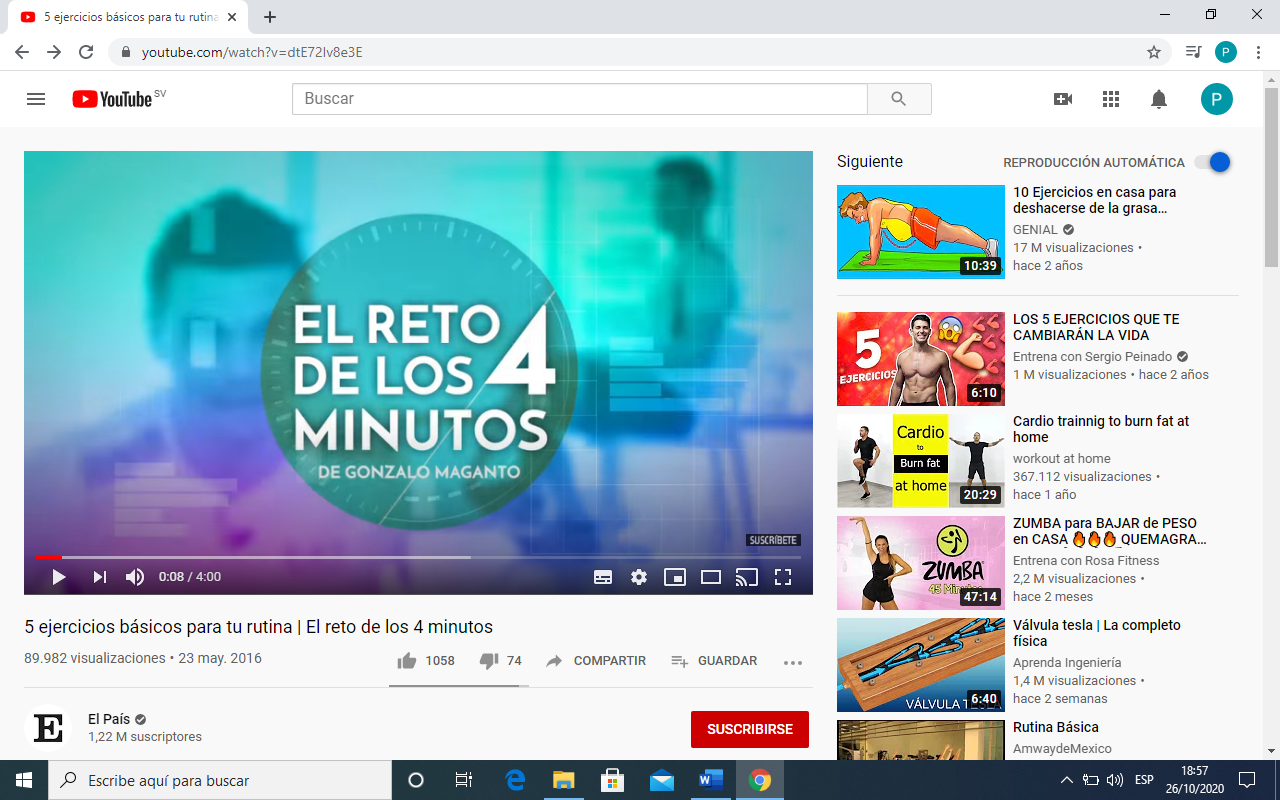 5 ejercicios básicos para tu rutina
youtube.com/watch?v=dtE72Iv8e3E
P
YouTube SV
Buscar
P
EL RETO
DE LOS 4
MINUTOS
DE GONZALO MAGANTO
SUSCRÍBETE
0:08 / 4:00
5 ejercicios básicos para tu rutina | El reto de los 4 minutos
89.982 visualizaciones • 23 may. 2016
1058
74
COMPARTIR
GUARDAR
E
El País
1,22 M suscriptores
SUSCRIBIRSE
Siguiente
REPRODUCCIÓN AUTOMÁTICA
10:39
10 Ejercicios en casa para
deshacerse de la grasa...
GENIAL
17 M visualizaciones •
hace 2 años
5
EJERCICIOS
6:10
LOS 5 EJERCICIOS QUE TE
CAMBIARÁN LA VIDA
Entrena con Sergio Peinado
1 M visualizaciones • hace 2 años
Cardio
to
Burn fat
at home
20:29
Cardio trainnig to burn fat at
home
workout at home
367.112 visualizaciones •
hace 1 año
ZUMBA
45 Minutos
47:14
ZUMBA para BAJAR de PESO
en CASA 🔥🔥🔥 QUEMAGRA...
Entrena con Rosa Fitness
2,2 M visualizaciones •
hace 2 meses
VÁLVULA TESLA
6:40
Válvula tesla | La completo
física
Aprenda Ingeniería
1,4 M visualizaciones •
hace 2 semanas
Rutina Básica
AmwaydeMexico
Escribe aquí para buscar
ESP
18:57
26/10/2020